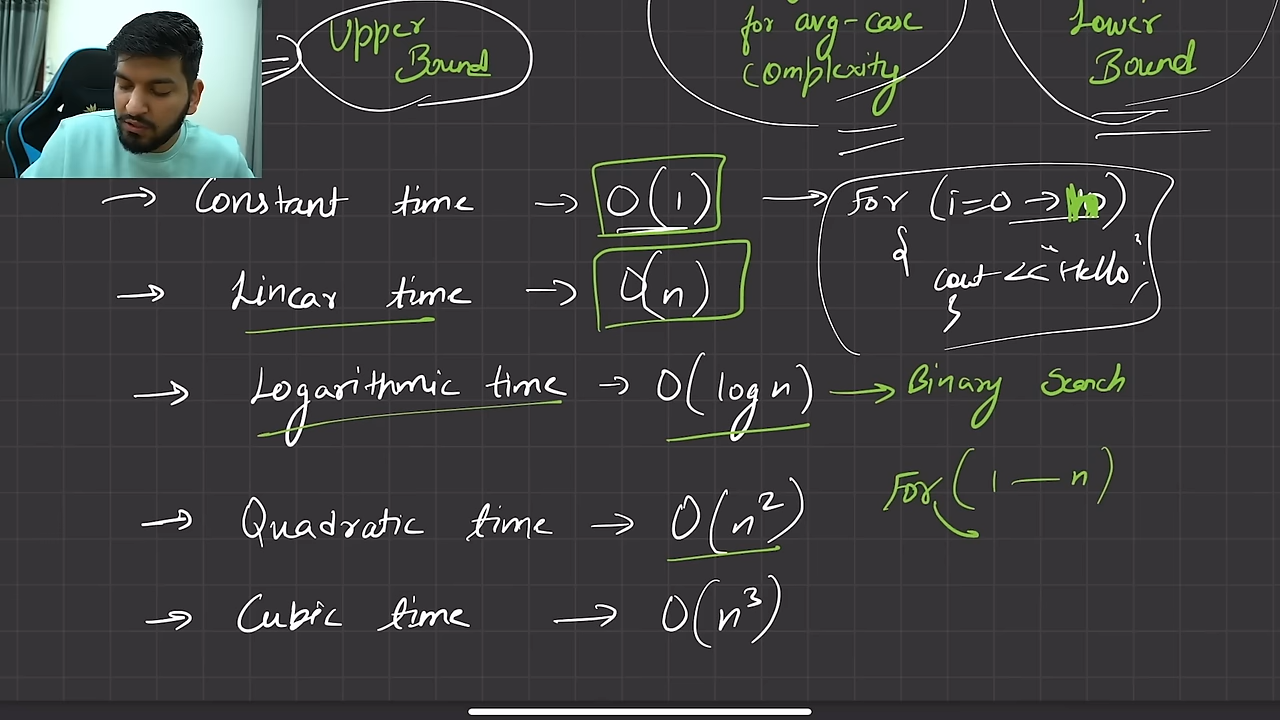 Upper
Bound
for avg-case
complexity
Lower
Bound
→ Constant time → O(1) → For (i=0 → n)
{
cout << "Hello";
}
→ Linear time → O(n)
→ Logarithmic time → O(log n) → Binary Search
For (1 — n)
→ Quadratic time → O(n²)
→ Cubic time → O(n³)